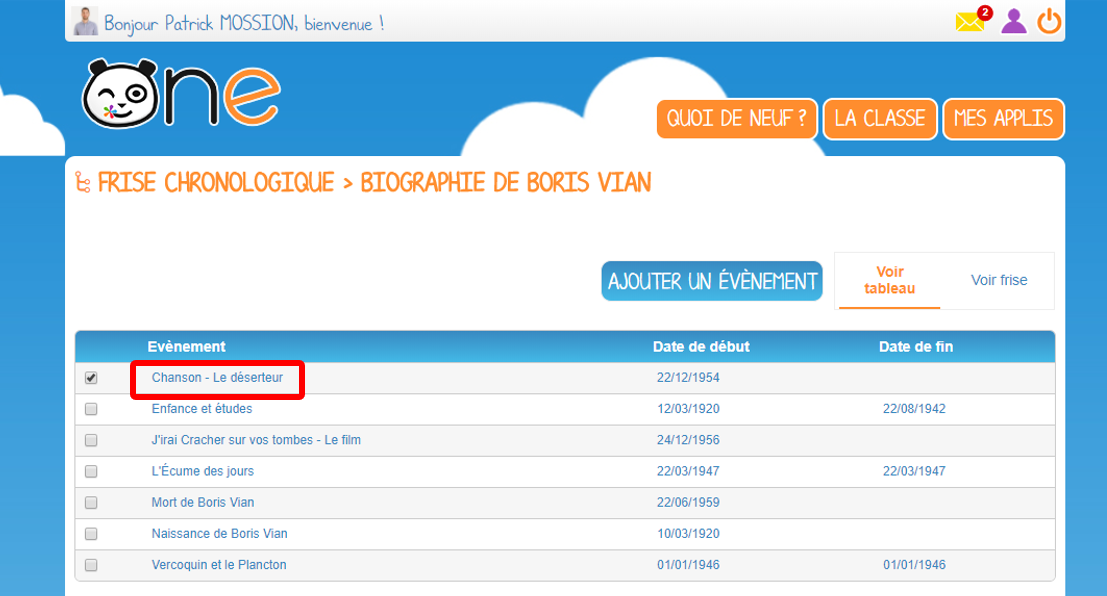 Bonjour Patrick MOSSION, bienvenue !
2
One
QUOI DE NEUF ?
LA CLASSE
MES APPLIS
FRISE CHRONOLOGIQUE > BIOGRAPHIE DE BORIS VIAN
AJOUTER UN ÉVÈNEMENT
Voir
tableau
Voir frise
Evènement Date de début Date de fin
Chanson - Le déserteur 22/12/1954
Enfance et études 12/03/1920 22/08/1942
J'irai Cracher sur vos tombes - Le film 24/12/1956
L'Écume des jours 22/03/1947 22/03/1947
Mort de Boris Vian 22/06/1959
Naissance de Boris Vian 10/03/1920
Vercoquin et le Plancton 01/01/1946 01/01/1946